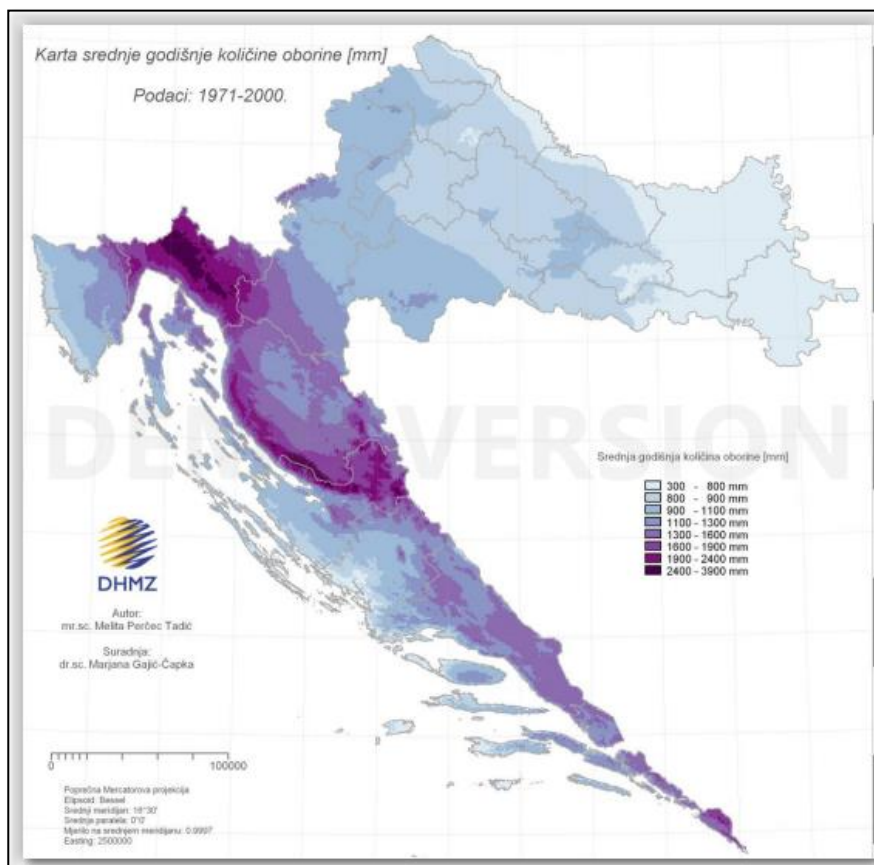 Karta srednje godišnje količine oborine [mm]
Podaci: 1971-2000.
DEMO VERSION
Srednja godišnja količina oborine [mm]
300 - 800 mm
800 - 900 mm
900 - 1100 mm
1100 - 1300 mm
1300 - 1600 mm
1600 - 1900 mm
1900 - 2400 mm
2400 - 3900 mm
DHMZ
Autor:
mr.sc. Melita Perčec Tadić
Suradnja:
dr.sc. Marjana Gajić-Čapka
0 100000
Poprečna Mercatorova projekcija
Elipsoid: Bessel
Srednji meridijan: 16°30'
Srednja paralela: 0°0'
Mjerilo na srednjem meridijanu: 0.9997
Easting: 2500000